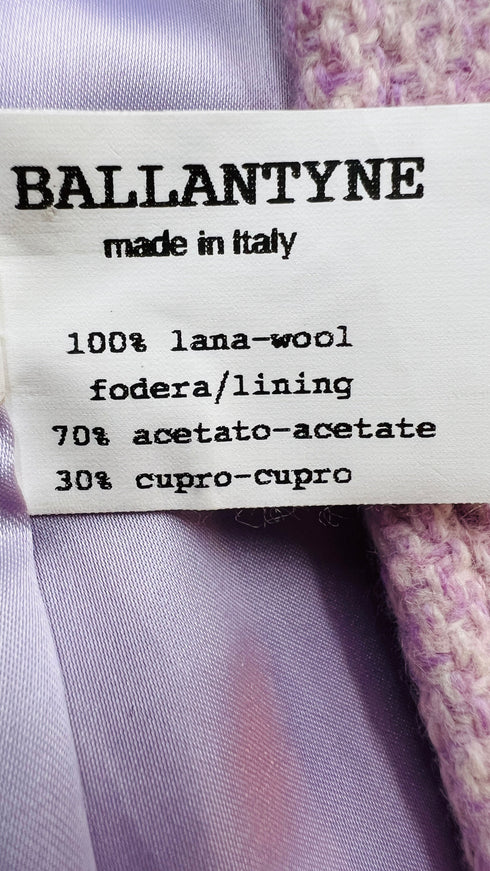 BALLANTYNE
made in Italy
100% lana-wool
fodera/lining
70% acetato-acetate
30% cupro-cupro